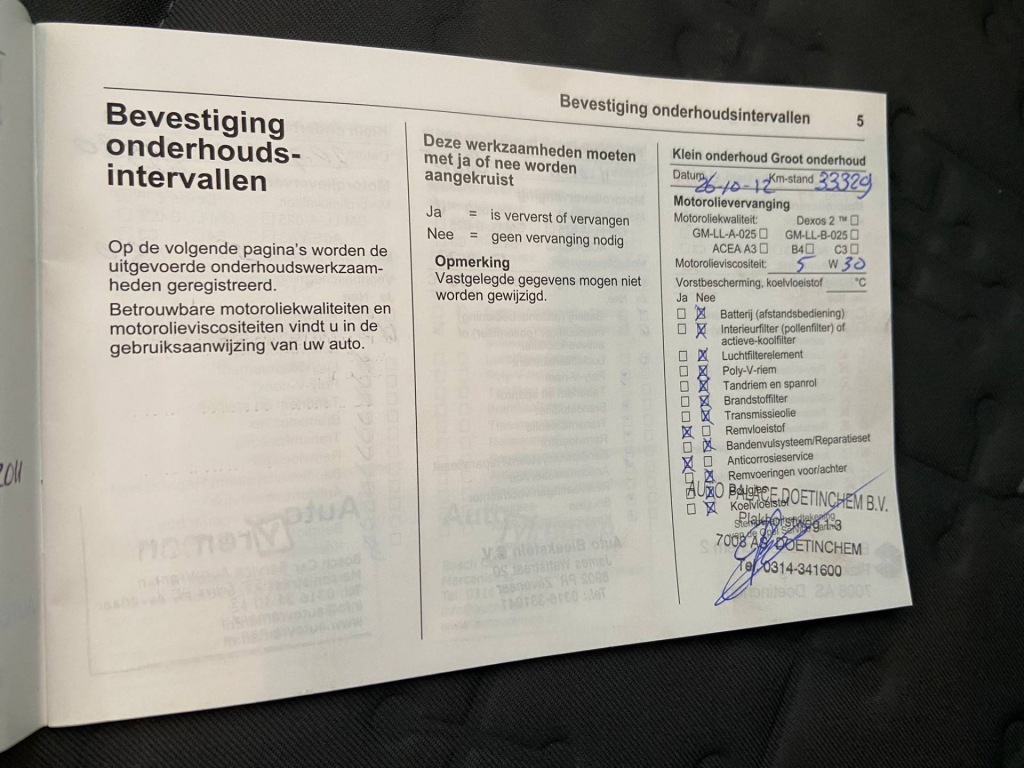 Bevestiging onderhoudsintervallen 5
Bevestiging
onderhouds-
intervallen
Op de volgende pagina's worden de
uitgevoerde onderhoudswerkzaam-
heden geregistreerd.
Betrouwbare motoroliekwaliteiten en
motorolieviscositeiten vindt u in de
gebruiksaanwijzing van uw auto.
Deze werkzaamheden moeten
met ja of nee worden
aangekruist
Ja = is ververst of vervangen
Nee = geen vervanging nodig
Opmerking
Vastgelegde gegevens mogen niet
worden gewijzigd.
Klein onderhoud Groot onderhoud
Datum 26-10-12 Km-stand 33329
Motorolievervanging
Motoroliekwaliteit: Dexos 2 ™ ☐
GM-LL-A-025 ☐ GM-LL-B-025 ☐
ACEA A3 ☐ B4 ☐ C3 ☐
Motorolieviscositeit: 5 W 30
Vorstbescherming, koelvloeistof °C
Ja Nee
☐ ☒ Batterij (afstandsbediening)
☐ ☒ Interieurfilter (pollenfilter) of
actieve-koolfilter
☐ ☒ Luchtfilterelement
☐ ☒ Poly-V-riem
☐ ☒ Tandriem en spanrol
☐ ☒ Brandstoffilter
☐ ☒ Transmissieolie
☒ ☐ Remvloeistof
☐ ☒ Bandenvulsysteem/Reparatieset
☒ ☐ Anticorrosieservice
☐ ☒ Remvoeringen voor/achter
☐ ☒ Bougies
☐ ☒ Koelvloeistof
AUTO PALACE DOETINCHEM B.V.
Plakhorstweg 1-3
7008 AS DOETINCHEM
Tel. 0314-341600